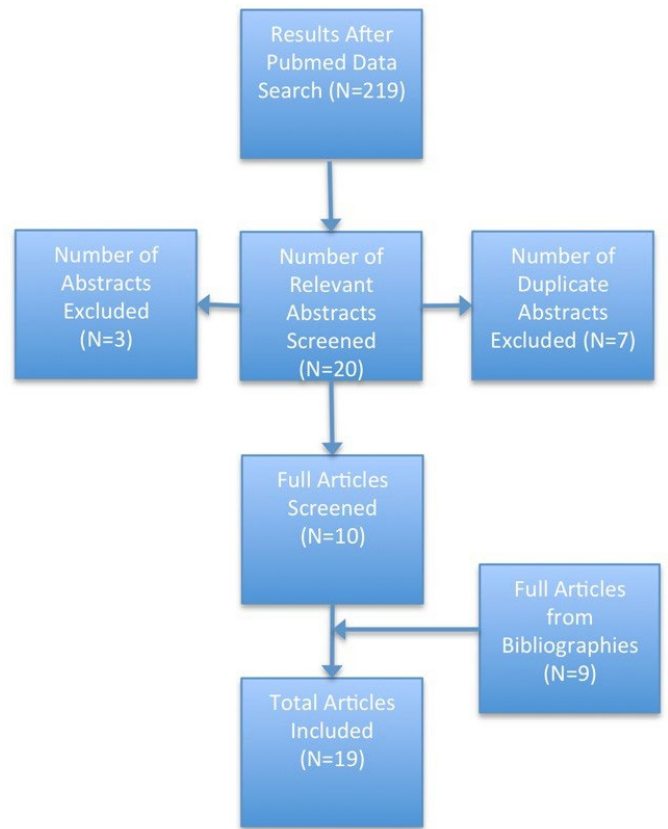 Results After
Pubmed Data
Search (N=219)
Number of
Abstracts
Excluded
(N=3)
Number of
Relevant
Abstracts
Screened
(N=20)
Number of
Duplicate
Abstracts
Excluded (N=7)
Full Articles
Screened
(N=10)
Full Articles
from
Bibliographies
(N=9)
Total Articles
Included
(N=19)